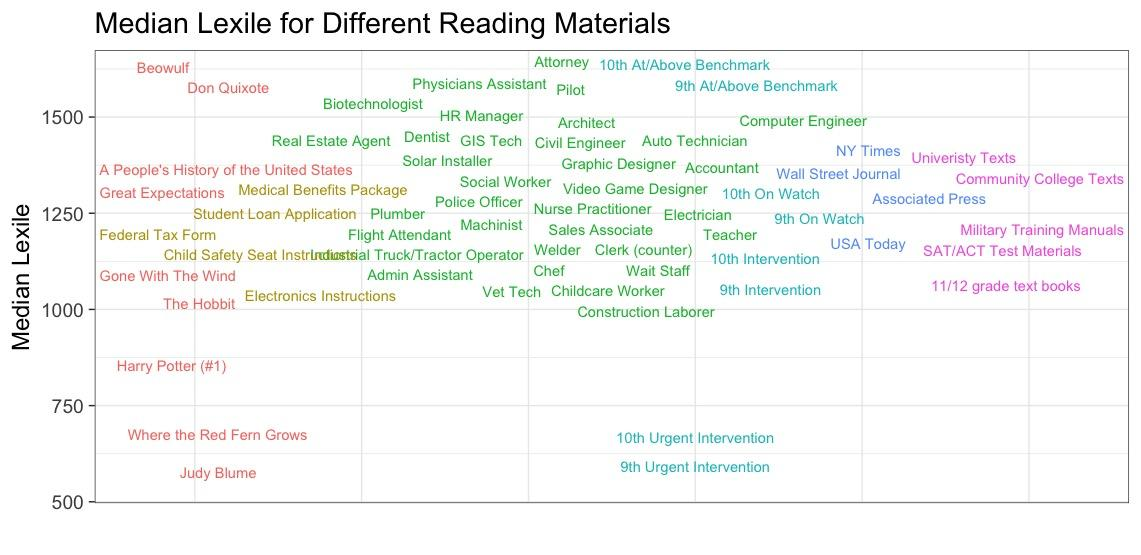 Median Lexile for Different Reading Materials
Median Lexile
1500
1250
1000
750
500
Beowulf
Don Quixote
A People's History of the United States
Great Expectations
Gone With The Wind
The Hobbit
Harry Potter (#1)
Where the Red Fern Grows
Judy Blume
Medical Benefits Package
Student Loan Application
Federal Tax Form
Child Safety Seat Instructions
Electronics Instructions
Attorney
Physicians Assistant
Pilot
Biotechnologist
HR Manager
Architect
Computer Engineer
Real Estate Agent
Dentist
GIS Tech
Civil Engineer
Auto Technician
Solar Installer
Graphic Designer
Accountant
Social Worker
Video Game Designer
Police Officer
Nurse Practitioner
Plumber
Electrician
Machinist
Sales Associate
Flight Attendant
Teacher
Industrial Truck/Tractor Operator
Welder
Clerk (counter)
Admin Assistant
Chef
Wait Staff
Vet Tech
Childcare Worker
Construction Laborer
10th At/Above Benchmark
9th At/Above Benchmark
10th On Watch
9th On Watch
10th Intervention
9th Intervention
10th Urgent Intervention
9th Urgent Intervention
NY Times
Wall Street Journal
Associated Press
USA Today
Univeristy Texts
Community College Texts
Military Training Manuals
SAT/ACT Test Materials
11/12 grade text books